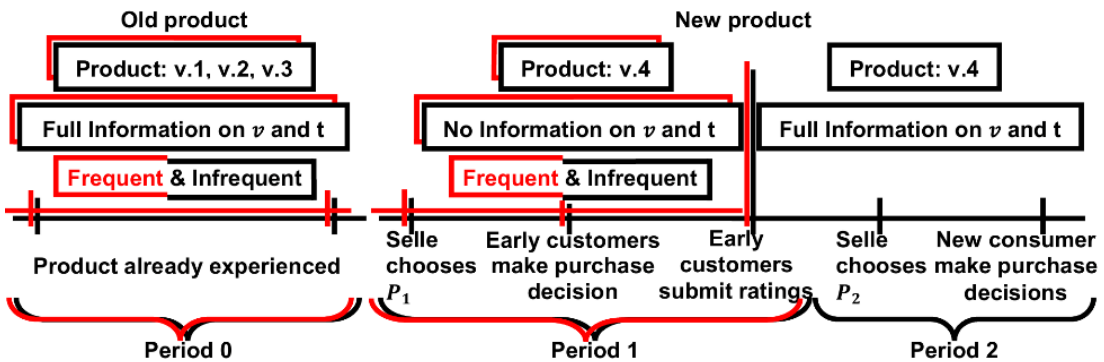 Old product
New product
Product: v.1, v.2, v.3
Product: v.4
Product: v.4
Full Information on 𝑣 and t
No Information on 𝑣 and t
Full Information on 𝑣 and t
Frequent & Infrequent
Frequent & Infrequent
Product already experienced
Selle
chooses
𝑃₁
Early customers
make purchase
decision
Early
customers
submit ratings
Selle
chooses
𝑃₂
New consumer
make purchase
decisions
Period 0
Period 1
Period 2